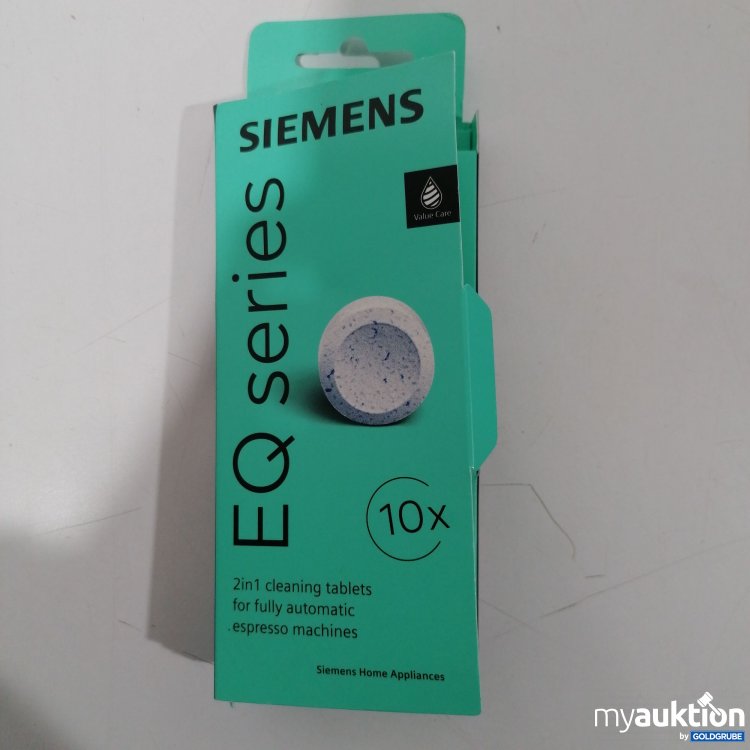 SIEMENS
Value Care
EQ series
10x
2in1 cleaning tablets
for fully automatic
espresso machines
Siemens Home Appliances
myauktion
by GOLDGRUBE